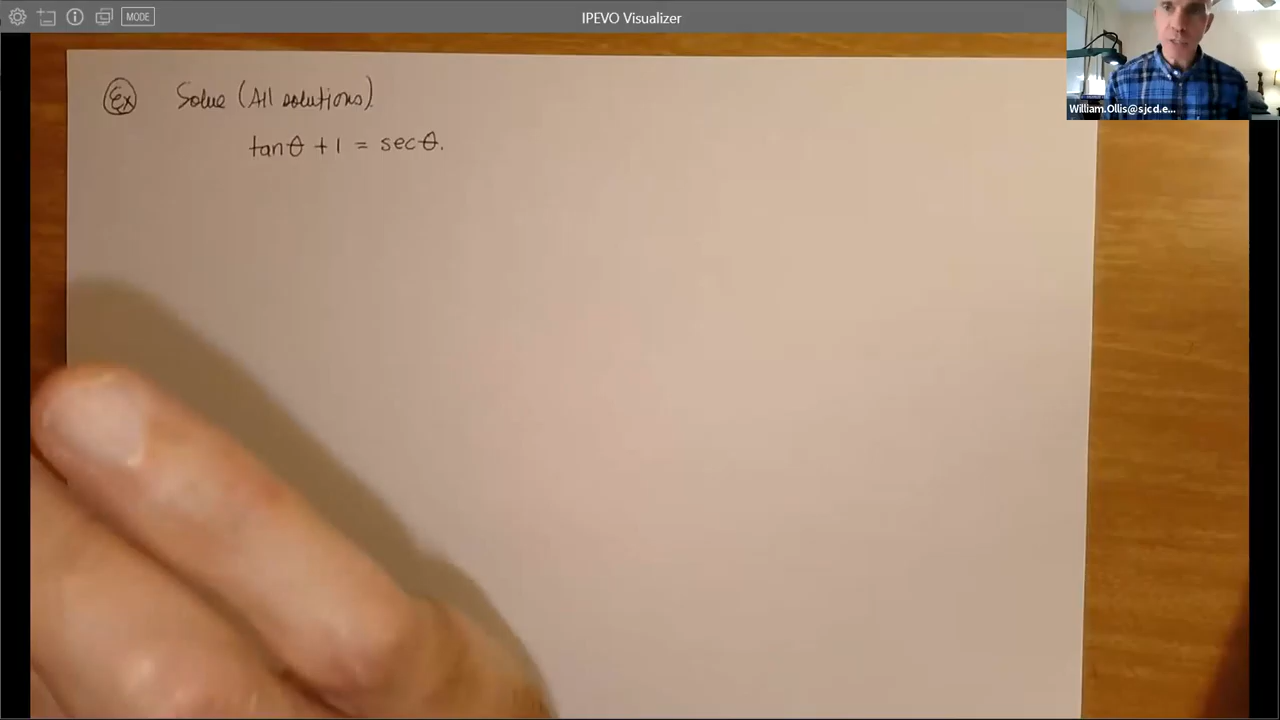 MODE
IPEVO Visualizer
William.Ollis@sjcd.e...
Ex Solve (All solutions)
tanθ + 1 = secθ.